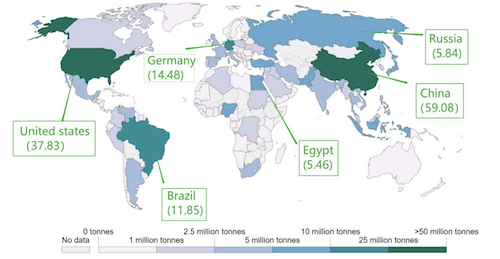 Russia
(5.84)
Germany
(14.48)
China
(59.08)
United states
(37.83)
Egypt
(5.46)
Brazil
(11.85)
0 tonnes 2.5 million tonnes 10 million tonnes >50 million tonnes
No data 1 million tonnes 5 million tonnes 25 million tonnes